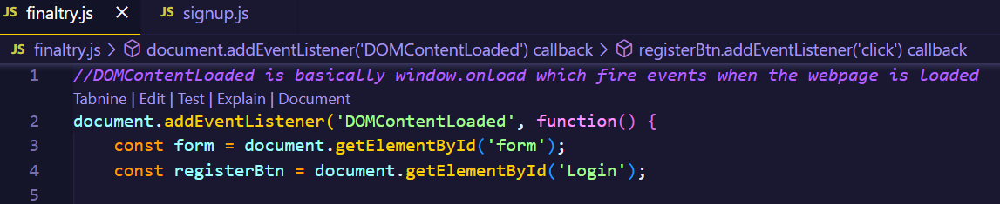 JS finaltry.js X JS signup.js
JS finaltry.js > document.addEventListener('DOMContentLoaded') callback > registerBtn.addEventListener('click') callback
1 //DOMContentLoaded is basically window.onload which fire events when the webpage is loaded
Tabnine | Edit | Test | Explain | Document
2 document.addEventListener('DOMContentLoaded', function() {
3 const form = document.getElementById('form');
4 const registerBtn = document.getElementById('Login');
5